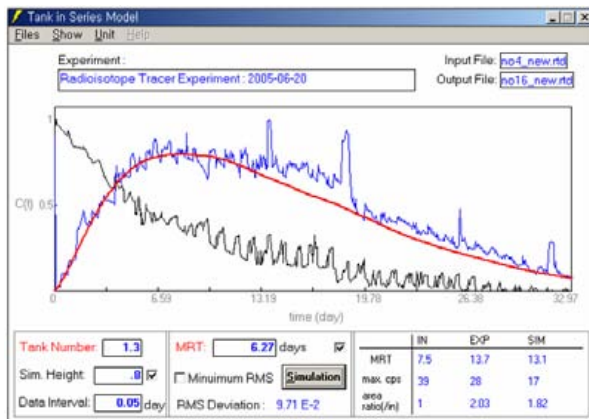 Tank in Series Model
Files Show Unit Help
Experiment :
Radioisotope Tracer Experiment : 2005-06-20
Input File: no4_new.rtd
Output File: no16_new.rtd
1
C(t)
0.5
0 6.59 13.19 19.78 26.38 32.97
time (day)
Tank Number: 1.3
Sim. Height: .8
Data Interval: 0.05 day
MRT: 6.27 days
Minuimum RMS Simulation
RMS Deviation : 9.71 E-2
IN EXP SIM
MRT 7.5 13.7 13.1
max. cps 39 28 17
area
ratio(/in) 1 2.03 1.82